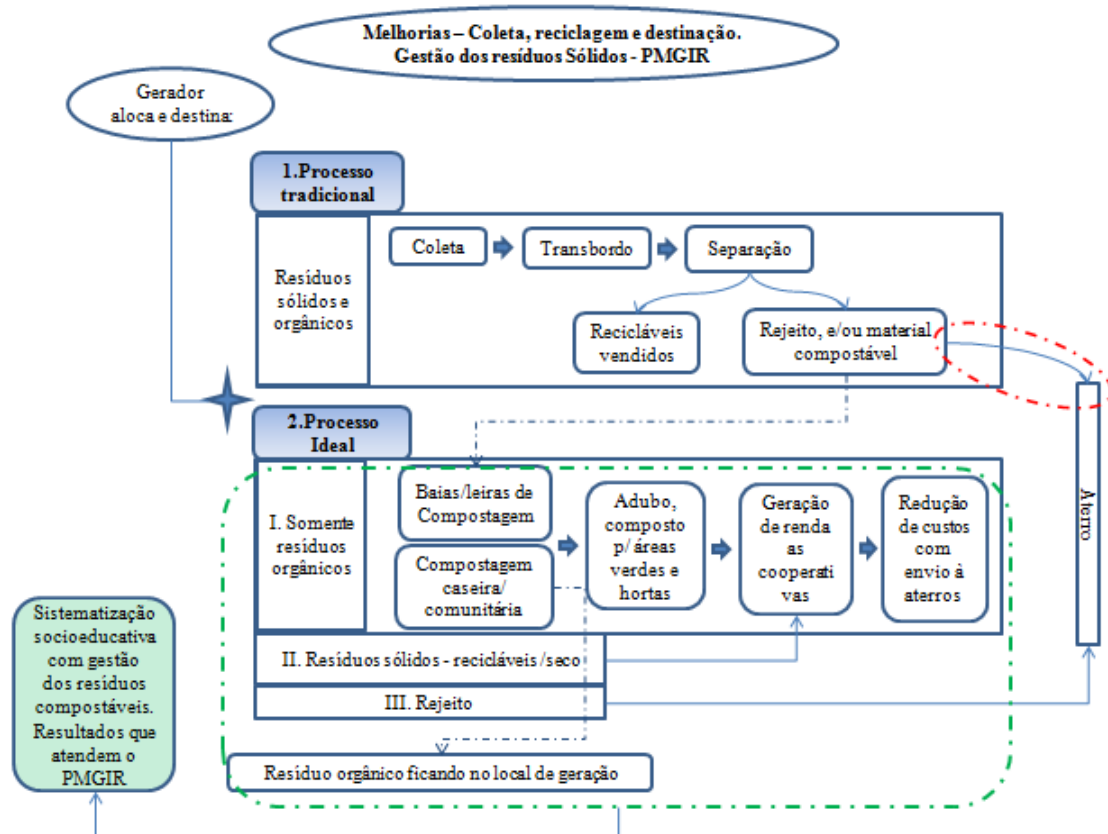 Melhorias – Coleta, reciclagem e destinação.
Gestão dos resíduos Sólidos - PMGIR
Gerador
aloca e destina:
1.Processo
tradicional
Resíduos
sólidos e
orgânicos
Coleta
Transbordo
Separação
Recicláveis
vendidos
Rejeito, e/ou material
compostável
2.Processo
Ideal
I. Somente
resíduos
orgânicos
Baias/leiras de
Compostagem
Compostagem
caseira/
comunitária
Adubo,
composto
p/ áreas
verdes e
hortas
Geração
de renda
as
cooperati
vas
Redução
de custos
com
envio à
aterros
Aterro
II. Resíduos sólidos - recicláveis /seco
III. Rejeito
Resíduo orgânico ficando no local de geração
Sistematização
socioeducativa
com gestão
dos resíduos
compostáveis.
Resultados que
atendem o
PMGIR